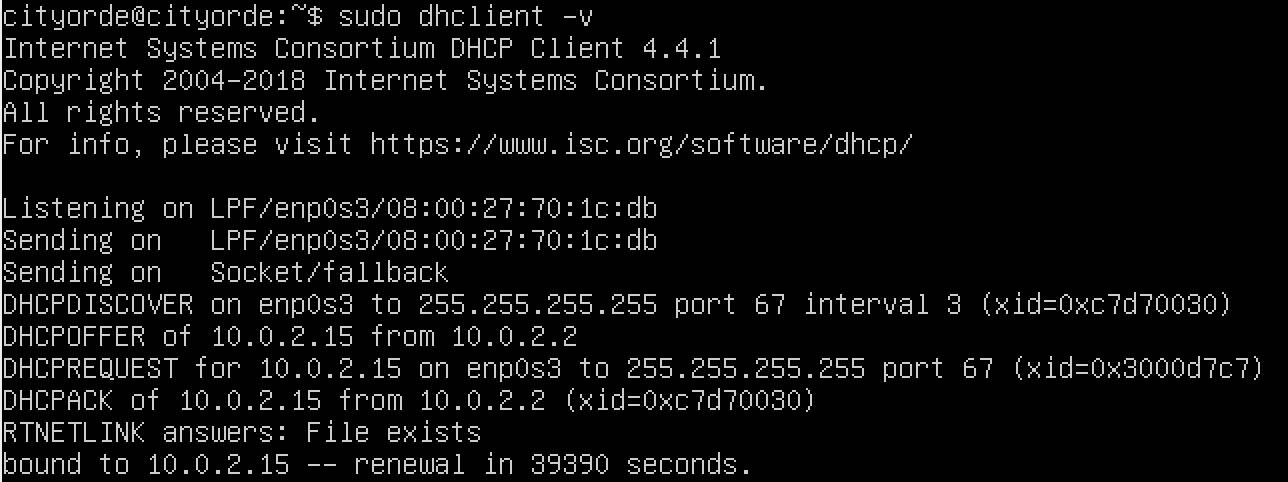 cityorde@cityorde:~$ sudo dhclient -v
Internet Systems Consortium DHCP Client 4.4.1
Copyright 2004-2018 Internet Systems Consortium.
All rights reserved.
For info, please visit https://www.isc.org/software/dhcp/
Listening on LPF/enp0s3/08:00:27:70:1c:db
Sending on   LPF/enp0s3/08:00:27:70:1c:db
Sending on   Socket/fallback
DHCPDISCOVER on enp0s3 to 255.255.255.255 port 67 interval 3 (xid=0xc7d70030)
DHCPOFFER of 10.0.2.15 from 10.0.2.2
DHCPREQUEST for 10.0.2.15 on enp0s3 to 255.255.255.255 port 67 (xid=0x3000d7c7)
DHCPACK of 10.0.2.15 from 10.0.2.2 (xid=0xc7d70030)
RTNETLINK answers: File exists
bound to 10.0.2.15 -- renewal in 39390 seconds.